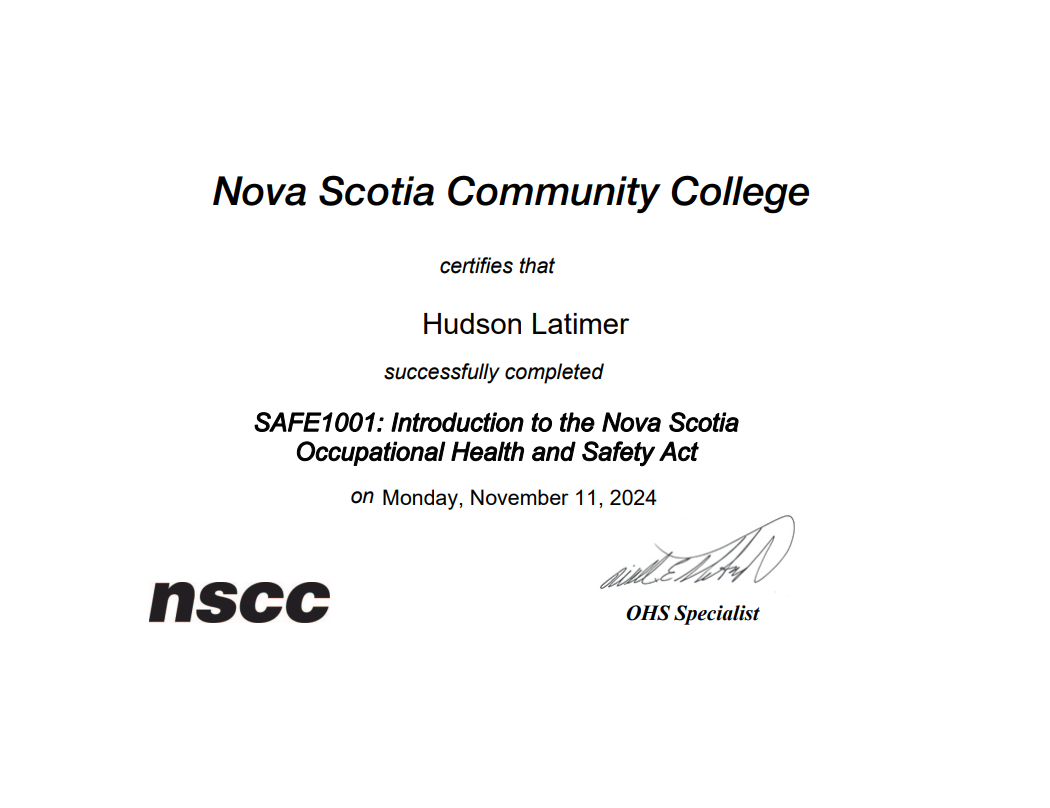 Nova Scotia Community College
certifies that
Hudson Latimer
successfully completed
SAFE1001: Introduction to the Nova Scotia
Occupational Health and Safety Act
on Monday, November 11, 2024
nscc
OHS Specialist